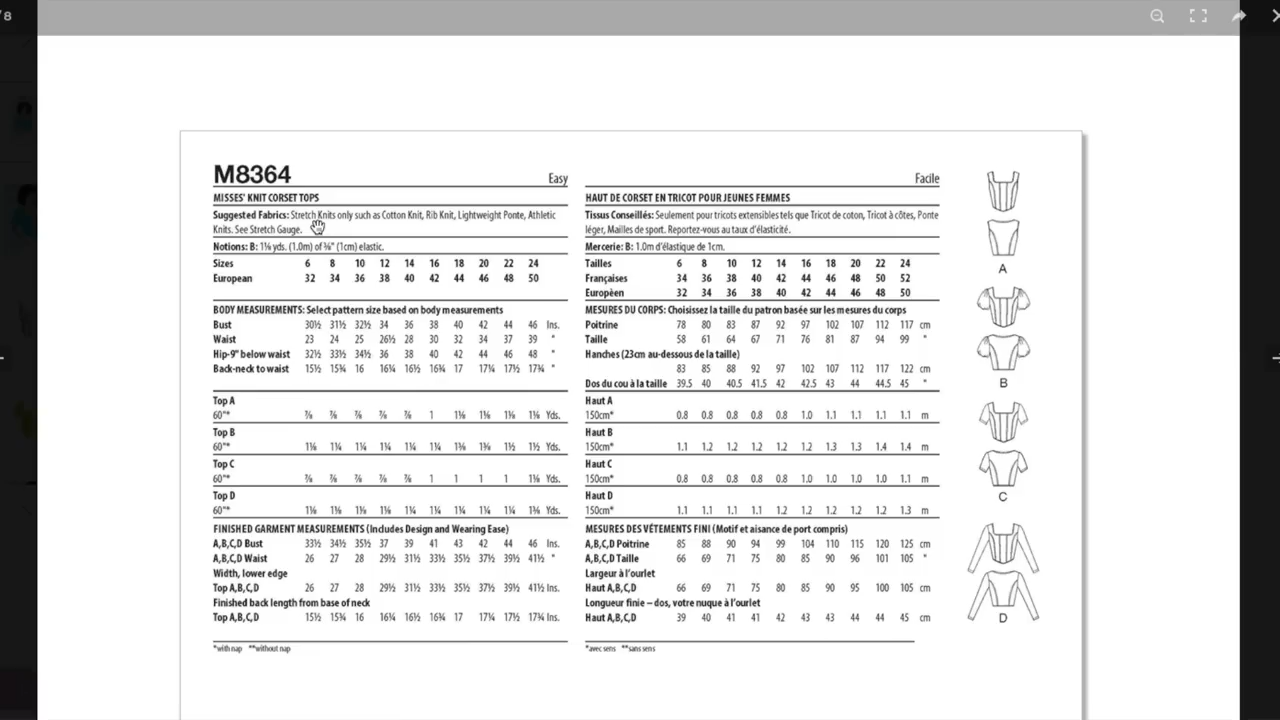 /8
M8364 Easy
MISSES' KNIT CORSET TOPS
Suggested Fabrics: Stretch Knits only such as Cotton Knit, Rib Knit, Lightweight Ponte, Athletic
Knits. See Stretch Gauge.
Notions: B: 1⅛ yds. (1.0m) of ⅜" (1cm) elastic.
Sizes 6 8 10 12 14 16 18 20 22 24
European 32 34 36 38 40 42 44 46 48 50
BODY MEASUREMENTS: Select pattern size based on body measurements
Bust 30½ 31½ 32½ 34 36 38 40 42 44 46 Ins.
Waist 23 24 25 26½ 28 30 32 34 37 39 "
Hip-9" below waist 32½ 33½ 34½ 36 38 40 42 44 46 48 "
Back-neck to waist 15½ 15¾ 16 16¼ 16½ 16¾ 17 17¼ 17½ 17¾ "
Top A
60"* ⅞ ⅞ ⅞ ⅞ ⅞ 1 1⅛ 1⅛ 1⅛ 1⅛ Yds.
Top B
60"* 1⅛ 1¼ 1¼ 1¼ 1¼ 1¼ 1⅜ 1⅜ 1½ 1½ Yds.
Top C
60"* ⅞ ⅞ ⅞ ⅞ ⅞ 1 1 1 1 1⅛ Yds.
Top D
60"* 1⅛ 1⅛ 1⅛ 1⅛ 1¼ 1¼ 1¼ 1¼ 1¼ 1⅜ Yds.
FINISHED GARMENT MEASUREMENTS (Includes Design and Wearing Ease)
A,B,C,D Bust 33½ 34½ 35½ 37 39 41 43 42 44 46 Ins.
A,B,C,D Waist 26 27 28 29½ 31½ 33½ 35½ 37½ 39½ 41½ "
Width, lower edge
Top A,B,C,D 26 27 28 29½ 31½ 33½ 35½ 37½ 39½ 41½ Ins.
Finished back length from base of neck
Top A,B,C,D 15½ 15¾ 16 16¼ 16½ 16¾ 17 17¼ 17½ 17¾ Ins.
*with nap **without nap
Facile
HAUT DE CORSET EN TRICOT POUR JEUNES FEMMES
Tissus Conseillés: Seulement pour tricots extensibles tels que Tricot de coton, Tricot à côtes, Ponte
léger, Mailles de sport. Reportez-vous au taux d'élasticité.
Mercerie: B: 1.0m d'élastique de 1cm.
Tailles 6 8 10 12 14 16 18 20 22 24
Françaises 34 36 38 40 42 44 46 48 50 52
Europèen 32 34 36 38 40 42 44 46 48 50
MESURES DU CORPS: Choisissez la taille du patron basée sur les mesures du corps
Poitrine 78 80 83 87 92 97 102 107 112 117 cm
Taille 58 61 64 67 71 76 81 87 94 99 "
Hanches (23cm au-dessous de la taille)
83 85 88 92 97 102 107 112 117 122 cm
Dos du cou à la taille 39.5 40 40.5 41.5 42 42.5 43 44 44.5 45 "
Haut A
150cm* 0.8 0.8 0.8 0.8 0.8 1.0 1.1 1.1 1.1 1.1 m
Haut B
150cm* 1.1 1.2 1.2 1.2 1.2 1.2 1.3 1.3 1.4 1.4 m
Haut C
150cm* 0.8 0.8 0.8 0.8 0.8 1.0 1.0 1.0 1.0 1.1 m
Haut D
150cm* 1.1 1.1 1.1 1.1 1.2 1.2 1.2 1.2 1.2 1.3 m
MESURES DES VÊTEMENTS FINI (Motif et aisance de port compris)
A,B,C,D Poitrine 85 88 90 94 99 104 110 115 120 125 cm
A,B,C,D Taille 66 69 71 75 80 85 90 96 101 105 "
Largeur à l'ourlet
Haut A,B,C,D 66 69 71 75 80 85 90 95 100 105 cm
Longueur finie – dos, votre nuque à l'ourlet
Haut A,B,C,D 39 40 41 41 42 43 43 44 44 45 cm
*avec sens **sans sens
A
B
C
D